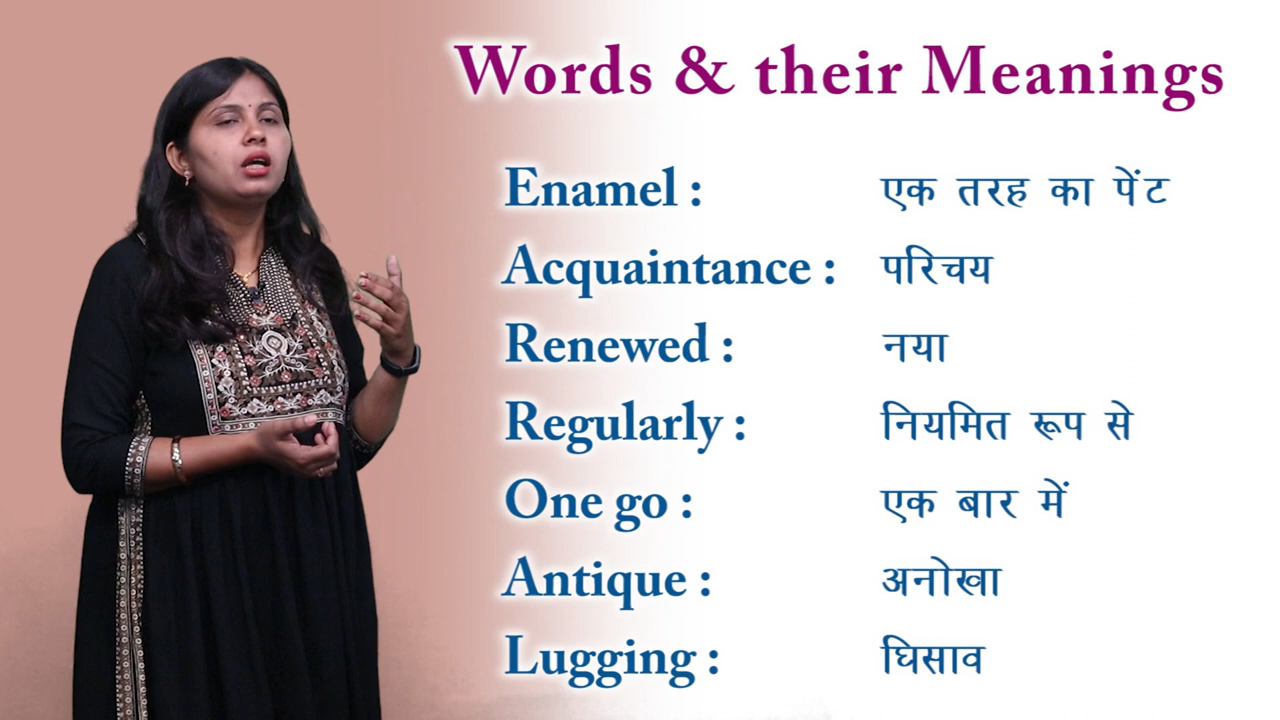 Words & their Meanings
Enamel : एक तरह का पेंट
Acquaintance : परिचय
Renewed : नया
Regularly : नियमित रूप से
One go : एक बार में
Antique : अनोखा
Lugging : घिसाव